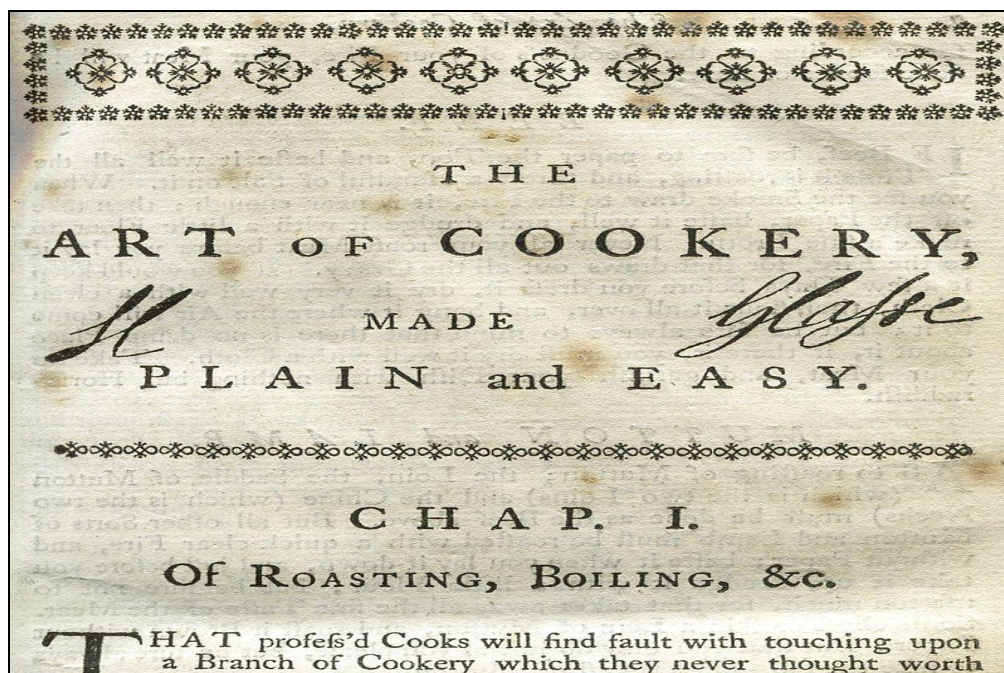 THE
ART OF COOKERY,
H MADE Glaſse
PLAIN and EASY.
CHAP. I.
Of ROASTING, BOILING, &c.
THAT profeſs'd Cooks will find fault with touching upon
a Branch of Cookery which they never thought worth